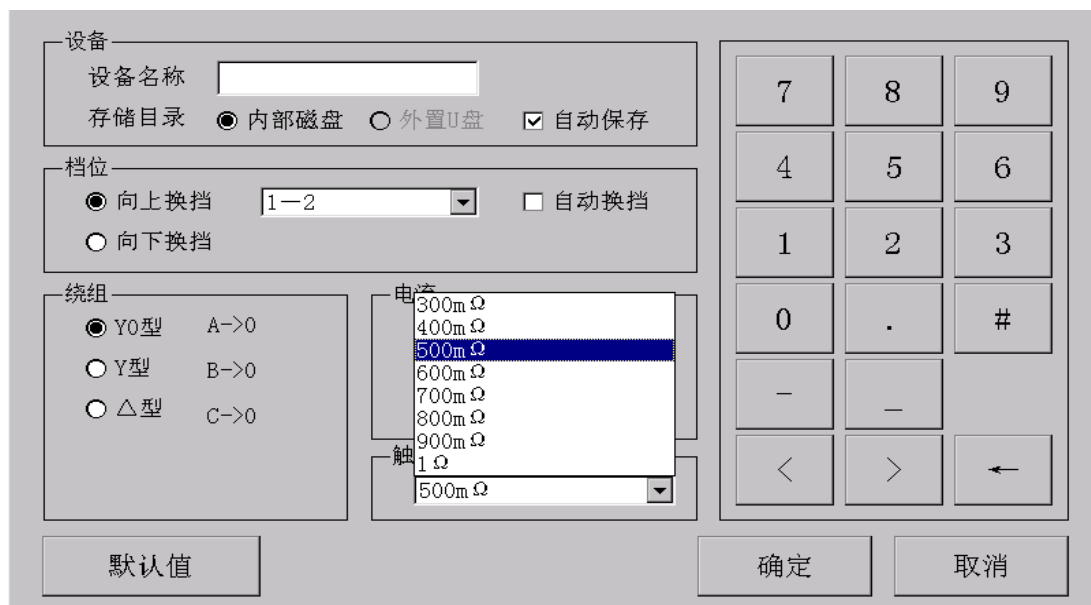 设备
设备名称
存储目录 内部磁盘 外置U盘 自动保存
档位
向上换挡 1—2 自动换挡
向下换挡
绕组
Y0型 A->0
Y型 B->0
△型 C->0
电流
300mΩ
400mΩ
500mΩ
600mΩ
700mΩ
800mΩ
900mΩ
1Ω
触
500mΩ
7 8 9
4 5 6
1 2 3
0 . #
- _
< > ←
默认值 确定 取消